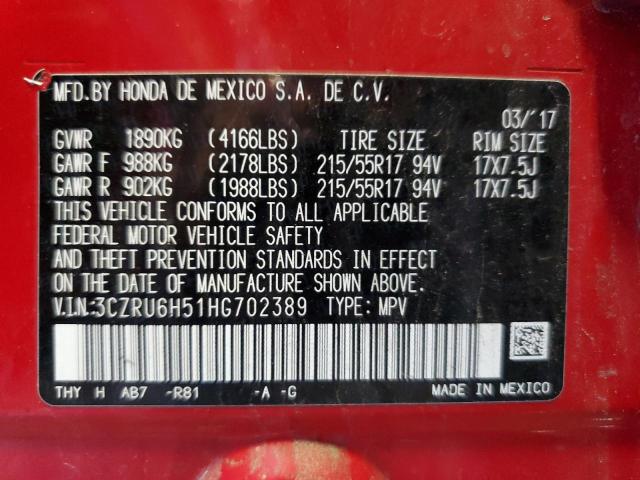 MFD.BY HONDA DE MEXICO S.A. DE C.V.
03/'17
GVWR 1890KG (4166LBS) TIRE SIZE RIM SIZE
GAWR F 988KG (2178LBS) 215/55R17 94V 17X7.5J
GAWR R 902KG (1988LBS) 215/55R17 94V 17X7.5J
THIS VEHICLE CONFORMS TO ALL APPLICABLE
FEDERAL MOTOR VEHICLE SAFETY
AND THEFT PREVENTION STANDARDS IN EFFECT
ON THE DATE OF MANUFACTURE SHOWN ABOVE.
V.I.N:3CZRU6H51HG702389 TYPE: MPV
THY H AB7 -R81 -A -G MADE IN MEXICO